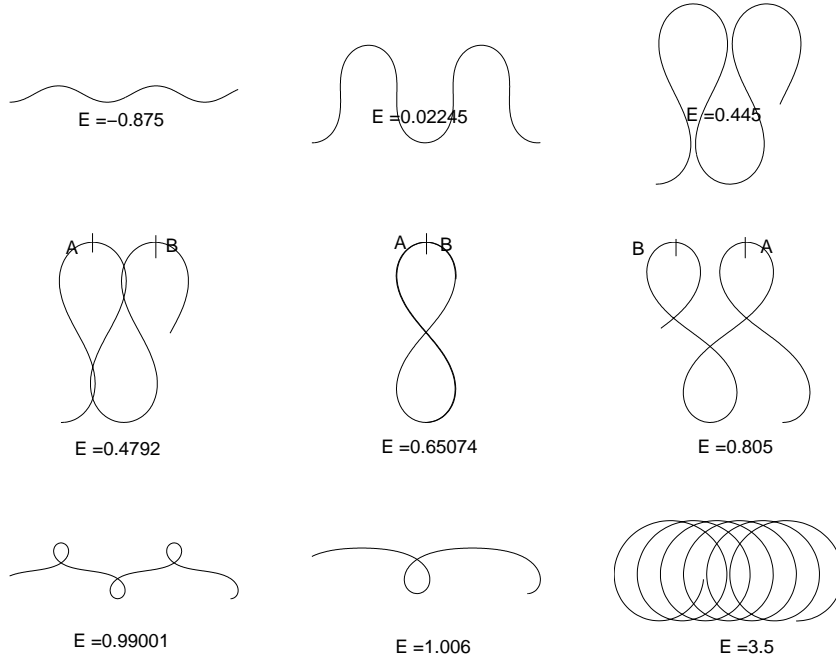 E =−0.875
E =0.02245
E =0.445
A B
A B
B A
E =0.4792
E =0.65074
E =0.805
E =0.99001
E =1.006
E =3.5